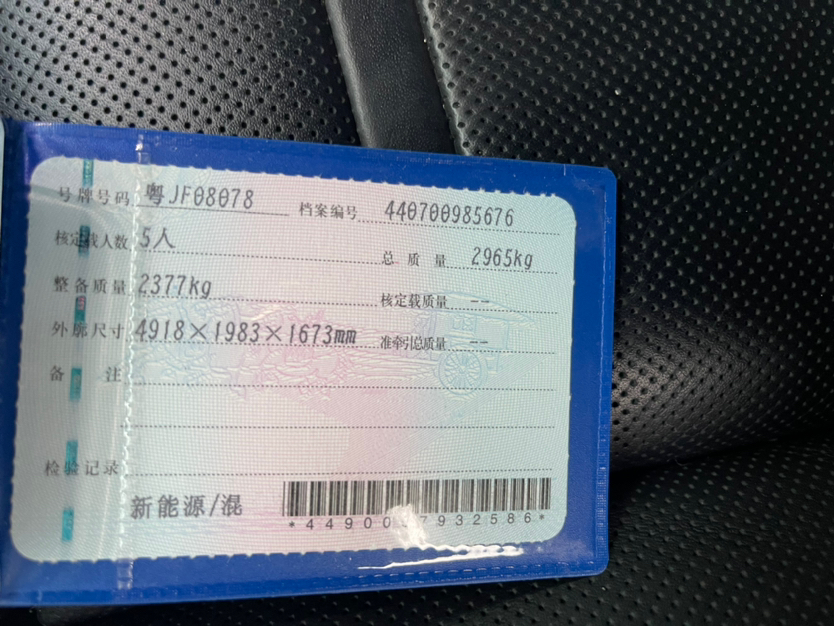 号牌号码 粤JF08078 档案编号 440700985676
核定载人数 5人 总质量 2965kg
整备质量 2377kg 核定载质量 --
外廓尺寸 4918×1983×1673mm 准牵引总质量 --
备注
检验记录
新能源/混